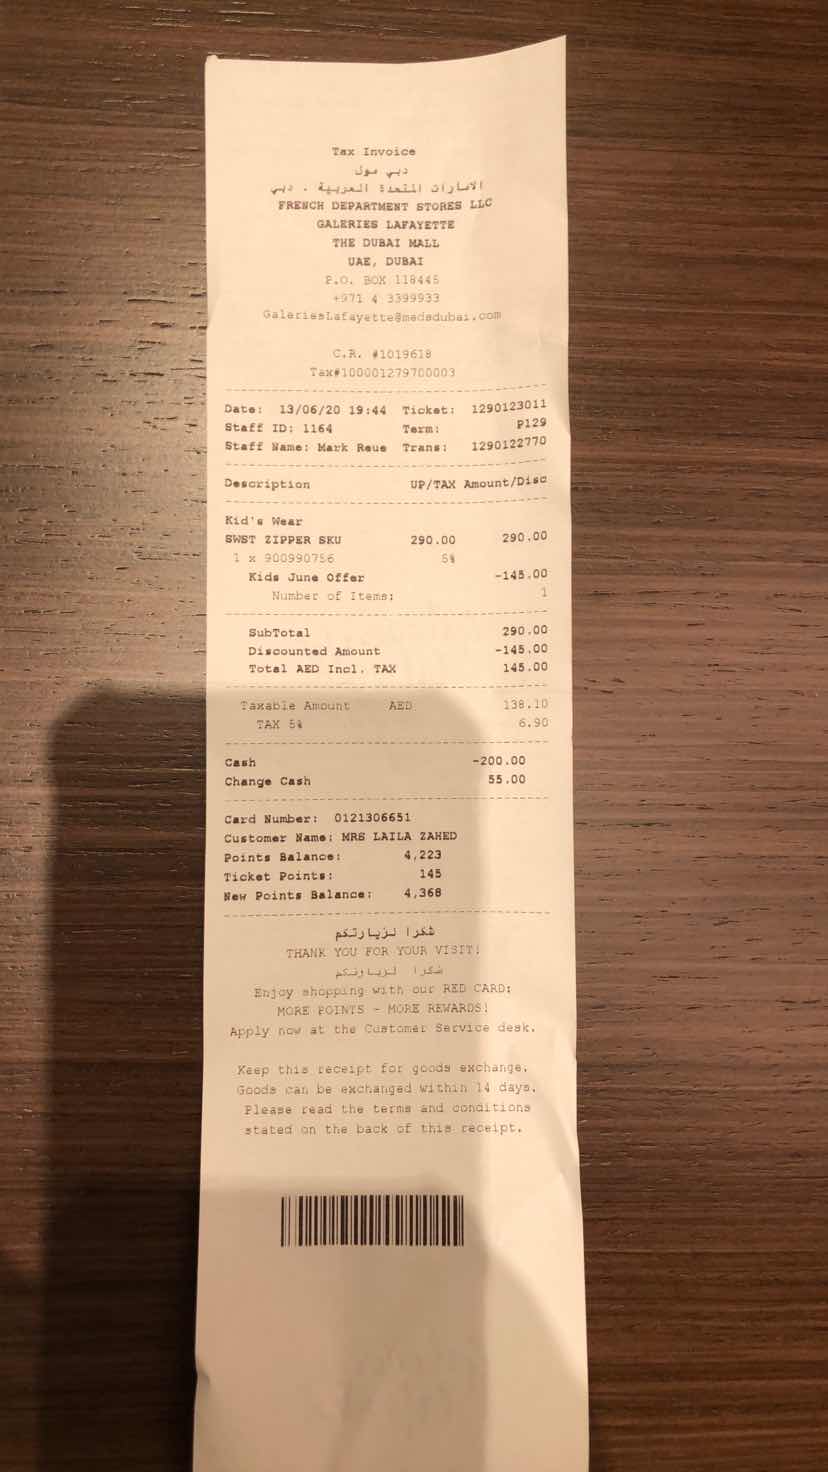 Tax Invoice
دبي مول
الامارات المتحدة العربية . دبي
FRENCH DEPARTMENT STORES LLC
GALERIES LAFAYETTE
THE DUBAI MALL
UAE, DUBAI
P.O. BOX 118445
+971 4 3399933
GaleriesLafayette@medsdubai.com
C.R. #1019618
Tax#100001279700003
Date: 13/06/20 19:44 Ticket: 1290123011
Staff ID: 1164 Term: P129
Staff Name: Mark Reue Trans: 1290122770
Description UP/TAX Amount/Disc
Kid's Wear
SWST ZIPPER SKU 290.00 290.00
1 x 900990756 5%
Kids June Offer -145.00
Number of Items: 1
SubTotal 290.00
Discounted Amount -145.00
Total AED Incl. TAX 145.00
Taxable Amount AED 138.10
TAX 5% 6.90
Cash -200.00
Change Cash 55.00
Card Number: 0121306651
Customer Name: MRS LAILA ZAHED
Points Balance: 4,223
Ticket Points: 145
New Points Balance: 4,368
شكرا لزيارتكم
THANK YOU FOR YOUR VISIT!
شكرا لزيارتكم
Enjoy shopping with our RED CARD:
MORE POINTS - MORE REWARDS!
Apply now at the Customer Service desk.
Keep this receipt for goods exchange.
Goods can be exchanged within 14 days.
Please read the terms and conditions
stated on the back of this receipt.